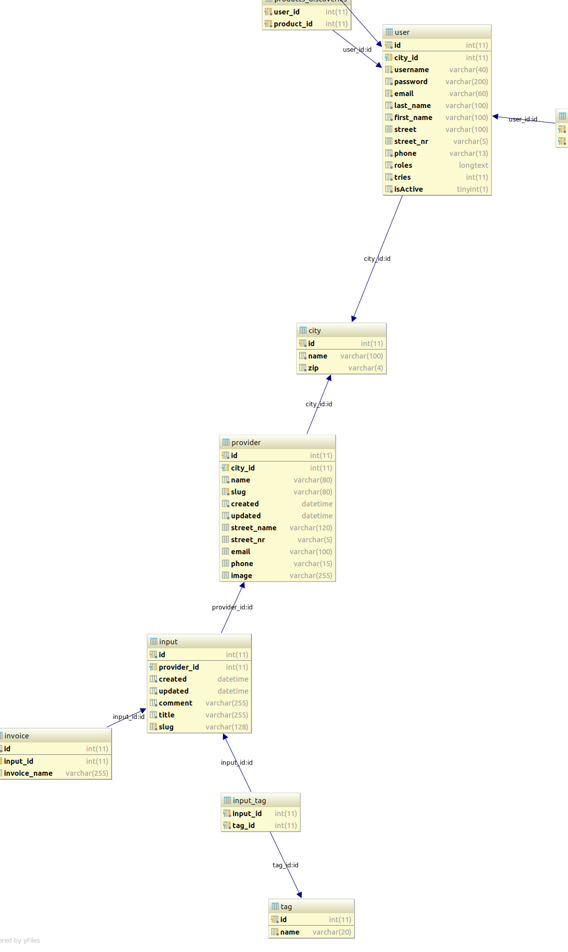 products_discoveries
user_id int(11)
product_id int(11)
user_id:id
user
id int(11)
city_id int(11)
username varchar(40)
password varchar(200)
email varchar(60)
last_name varchar(100)
first_name varchar(100)
street varchar(100)
street_nr varchar(5)
phone varchar(13)
roles longtext
tries int(11)
isActive tinyint(1)
user_id:id
city_id:id
city
id int(11)
name varchar(100)
zip varchar(4)
city_id:id
provider
id int(11)
city_id int(11)
name varchar(80)
slug varchar(80)
created datetime
updated datetime
street_name varchar(120)
street_nr varchar(5)
email varchar(100)
phone varchar(15)
image varchar(255)
provider_id:id
input
id int(11)
provider_id int(11)
created datetime
updated datetime
comment varchar(255)
title varchar(255)
slug varchar(128)
input_id:id
invoice
id int(11)
input_id int(11)
invoice_name varchar(255)
input_id:id
input_tag
input_id int(11)
tag_id int(11)
tag_id:id
tag
id int(11)
name varchar(20)
ered by yFiles